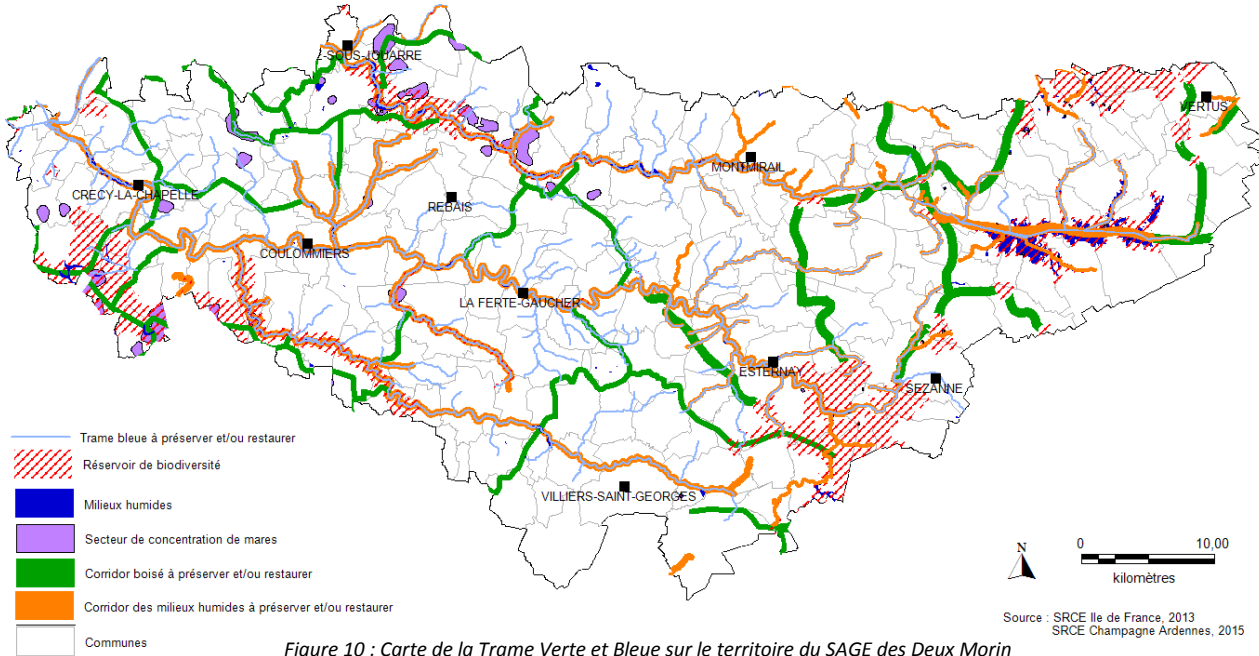 -SOUS-JOUARRE
VERTUS
MONTMIRAIL
CRECY-LA-CHAPELLE
REBAIS
COULOMMIERS
LA FERTE-GAUCHER
ESTERNAY
SEZANNE
VILLIERS-SAINT-GEORGES
Trame bleue à préserver et/ou restaurer
Réservoir de biodiversité
Milieux humides
Secteur de concentration de mares
Corridor boisé à préserver et/ou restaurer
Corridor des milieux humides à préserver et/ou restaurer
Communes
N
0 10,00
kilomètres
Source : SRCE Ile de France, 2013
SRCE Champagne Ardennes, 2015
Figure 10 : Carte de la Trame Verte et Bleue sur le territoire du SAGE des Deux Morin